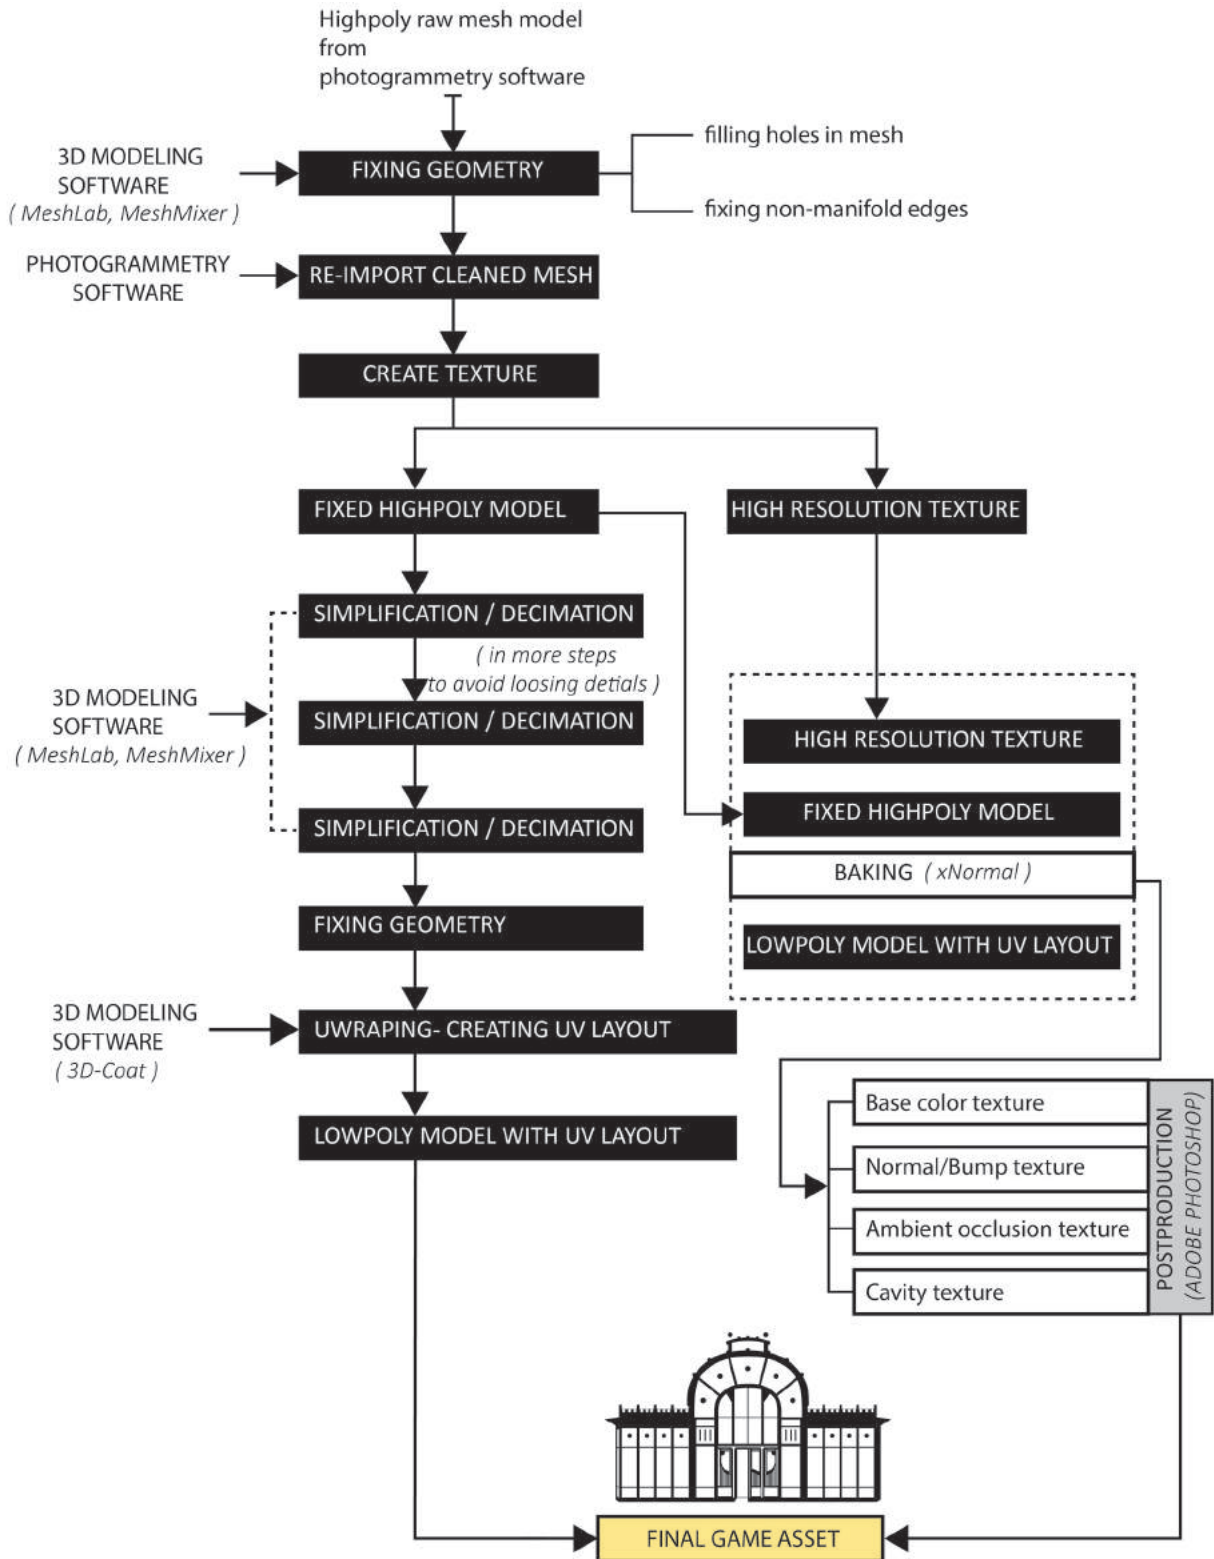 Highpoly raw mesh model
from
photogrammetry software
filling holes in mesh
3D MODELING
SOFTWARE
( MeshLab, MeshMixer )
FIXING GEOMETRY
fixing non-manifold edges
PHOTOGRAMMETRY
SOFTWARE
RE-IMPORT CLEANED MESH
CREATE TEXTURE
FIXED HIGHPOLY MODEL
HIGH RESOLUTION TEXTURE
SIMPLIFICATION / DECIMATION
( in more steps
to avoid loosing detials )
3D MODELING
SOFTWARE
( MeshLab, MeshMixer )
SIMPLIFICATION / DECIMATION
SIMPLIFICATION / DECIMATION
HIGH RESOLUTION TEXTURE
FIXED HIGHPOLY MODEL
BAKING ( xNormal )
LOWPOLY MODEL WITH UV LAYOUT
FIXING GEOMETRY
3D MODELING
SOFTWARE
( 3D-Coat )
UWRAPING- CREATING UV LAYOUT
LOWPOLY MODEL WITH UV LAYOUT
Base color texture
Normal/Bump texture
Ambient occlusion texture
Cavity texture
POSTPRODUCTION
(ADOBE PHOTOSHOP)
FINAL GAME ASSET